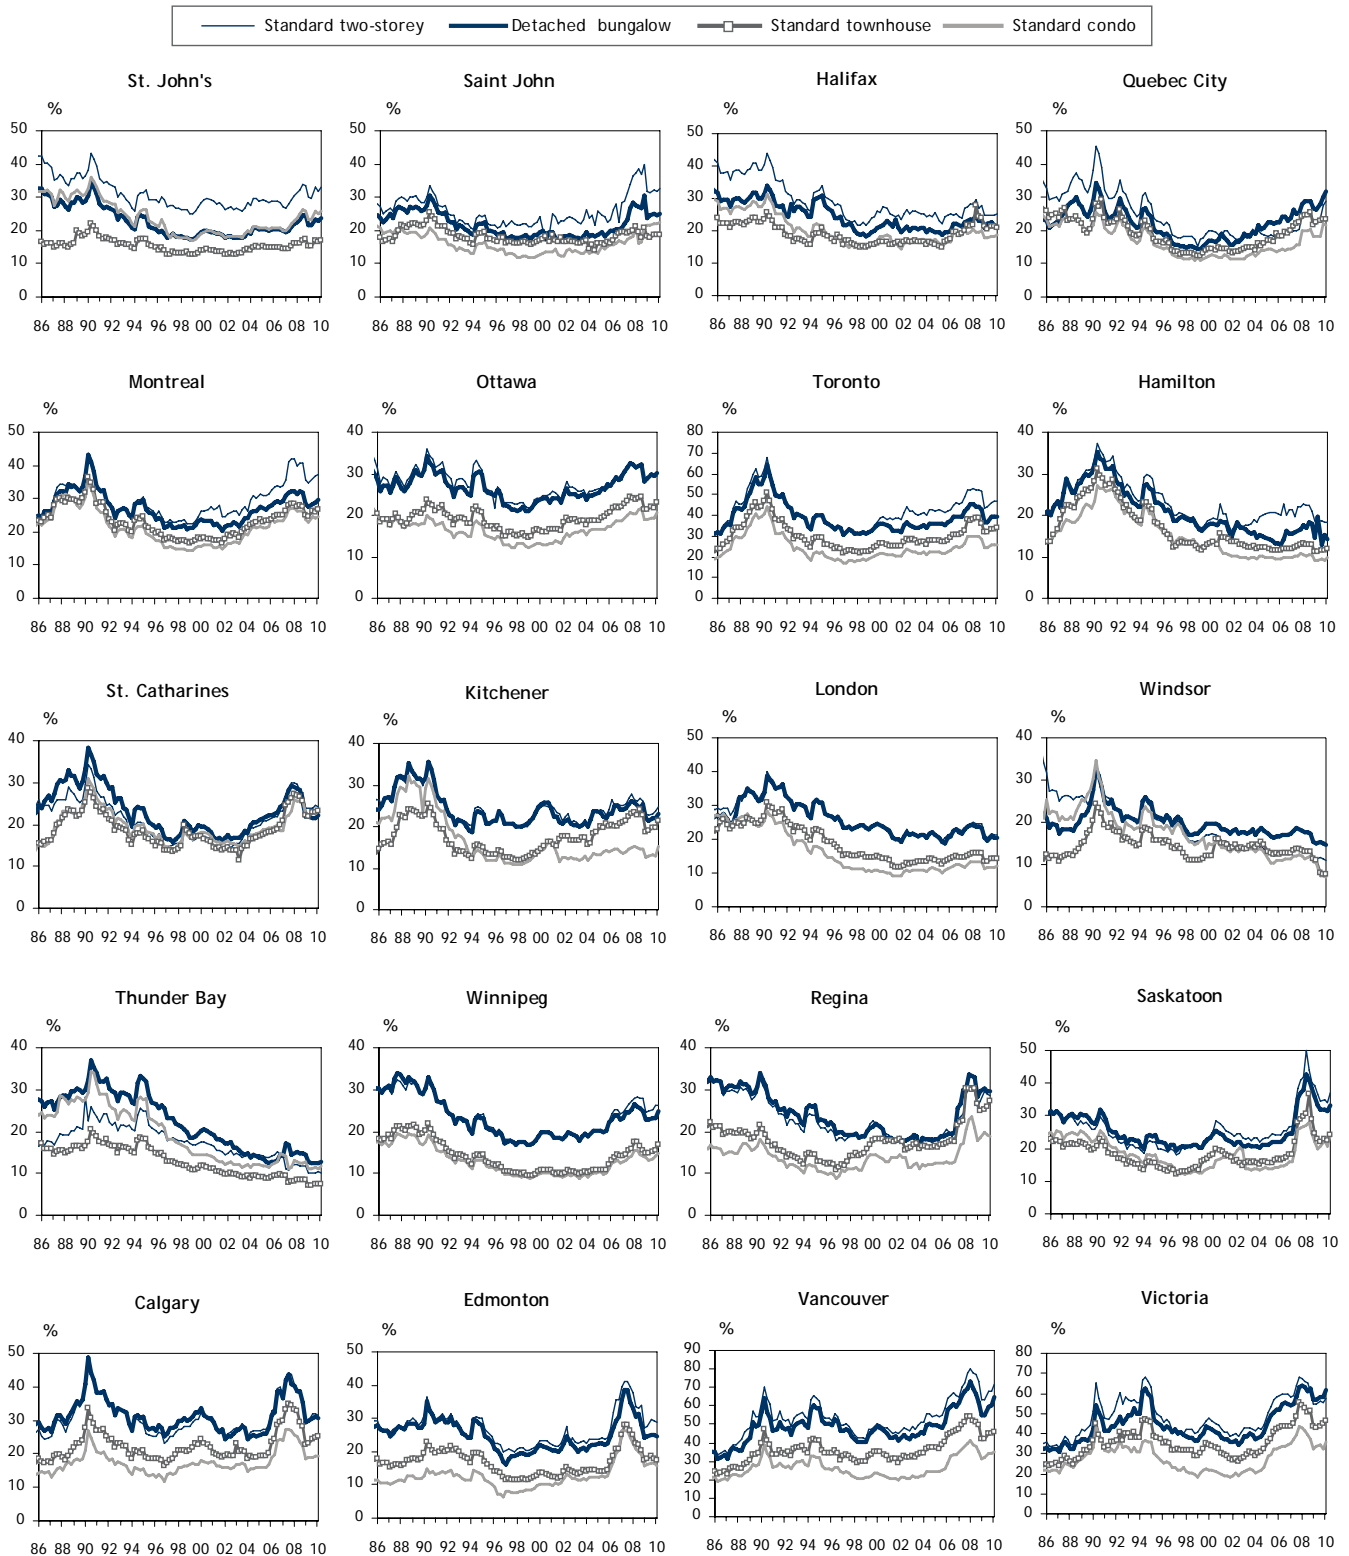 Standard two-storey Detached bungalow Standard townhouse Standard condo
St. John's Saint John Halifax Quebec City
% % % %
50 50 50 50
40 40 40 40
30 30 30 30
20 20 20 20
10 10 10 10
0 0 0 0
86 88 90 92 94 96 98 00 02 04 06 08 10 86 88 90 92 94 96 98 00 02 04 06 08 10 86 88 90 92 94 96 98 00 02 04 06 08 10 86 88 90 92 94 96 98 00 02 04 06 08 10
Montreal Ottawa Toronto Hamilton
% % % %
50 40 80 40
40 30 70 30
30 20 60 20
20 10 50 10
10 0 40 0
0 30
20
10
0
86 88 90 92 94 96 98 00 02 04 06 08 10 86 88 90 92 94 96 98 00 02 04 06 08 10 86 88 90 92 94 96 98 00 02 04 06 08 10 86 88 90 92 94 96 98 00 02 04 06 08 10
St. Catharines Kitchener London Windsor
% % % %
40 40 50 40
30 30 40 30
20 20 30 20
10 10 20 10
0 0 10 0
0
86 88 90 92 94 96 98 00 02 04 06 08 10 86 88 90 92 94 96 98 00 02 04 06 08 10 86 88 90 92 94 96 98 00 02 04 06 08 10 86 88 90 92 94 96 98 00 02 04 06 08 10
Thunder Bay Winnipeg Regina Saskatoon
% % % %
40 40 40 50
30 30 30 40
20 20 20 30
10 10 10 20
0 0 0 10
0
86 88 90 92 94 96 98 00 02 04 06 08 10 86 88 90 92 94 96 98 00 02 04 06 08 10 86 88 90 92 94 96 98 00 02 04 06 08 10 86 88 90 92 94 96 98 00 02 04 06 08 10
Calgary Edmonton Vancouver Victoria
% % % %
50 50 90 80
40 40 80 70
30 30 70 60
20 20 60 50
10 10 50 40
0 0 40 30
30 20
20 10
10 0
0
86 88 90 92 94 96 98 00 02 04 06 08 10 86 88 90 92 94 96 98 00 02 04 06 08 10 86 88 90 92 94 96 98 00 02 04 06 08 10 86 88 90 92 94 96 98 00 02 04 06 08 10